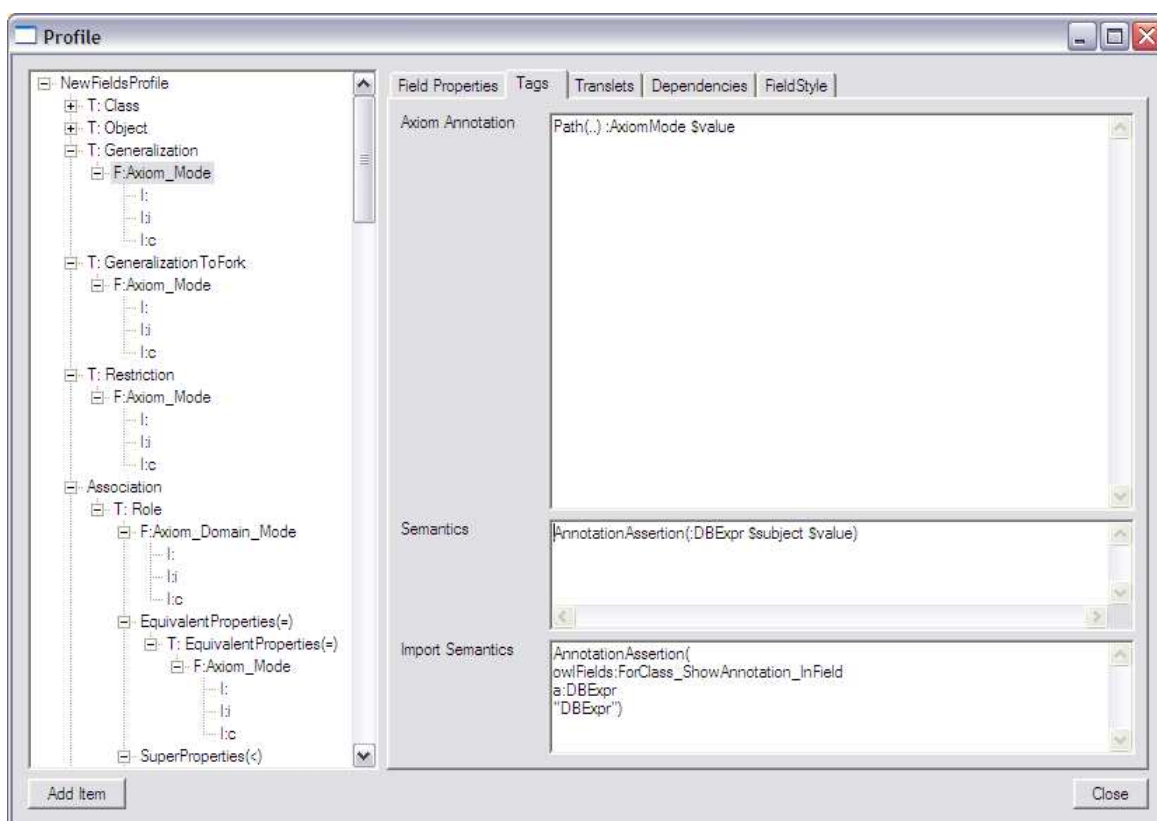 Profile
NewFieldsProfile
T: Class
T: Object
T: Generalization
F:Axiom_Mode
I:
I:i
I:c
T: GeneralizationToFork
F:Axiom_Mode
I:
I:i
I:c
T: Restriction
F:Axiom_Mode
I:
I:i
I:c
Association
T: Role
F:Axiom_Domain_Mode
I:
I:i
I:c
EquivalentProperties(=)
T: EquivalentProperties(=)
F:Axiom_Mode
I:
I:i
I:c
SuperProperties(<)
Add Item
Field Properties Tags Translets Dependencies FieldStyle
Axiom Annotation
Path(..) :AxiomMode $value
Semantics
AnnotationAssertion(:DBExpr $subject $value)
Import Semantics
AnnotationAssertion(
owlFields:ForClass_ShowAnnotation_InField
a:DBExpr
"DBExpr")
Close